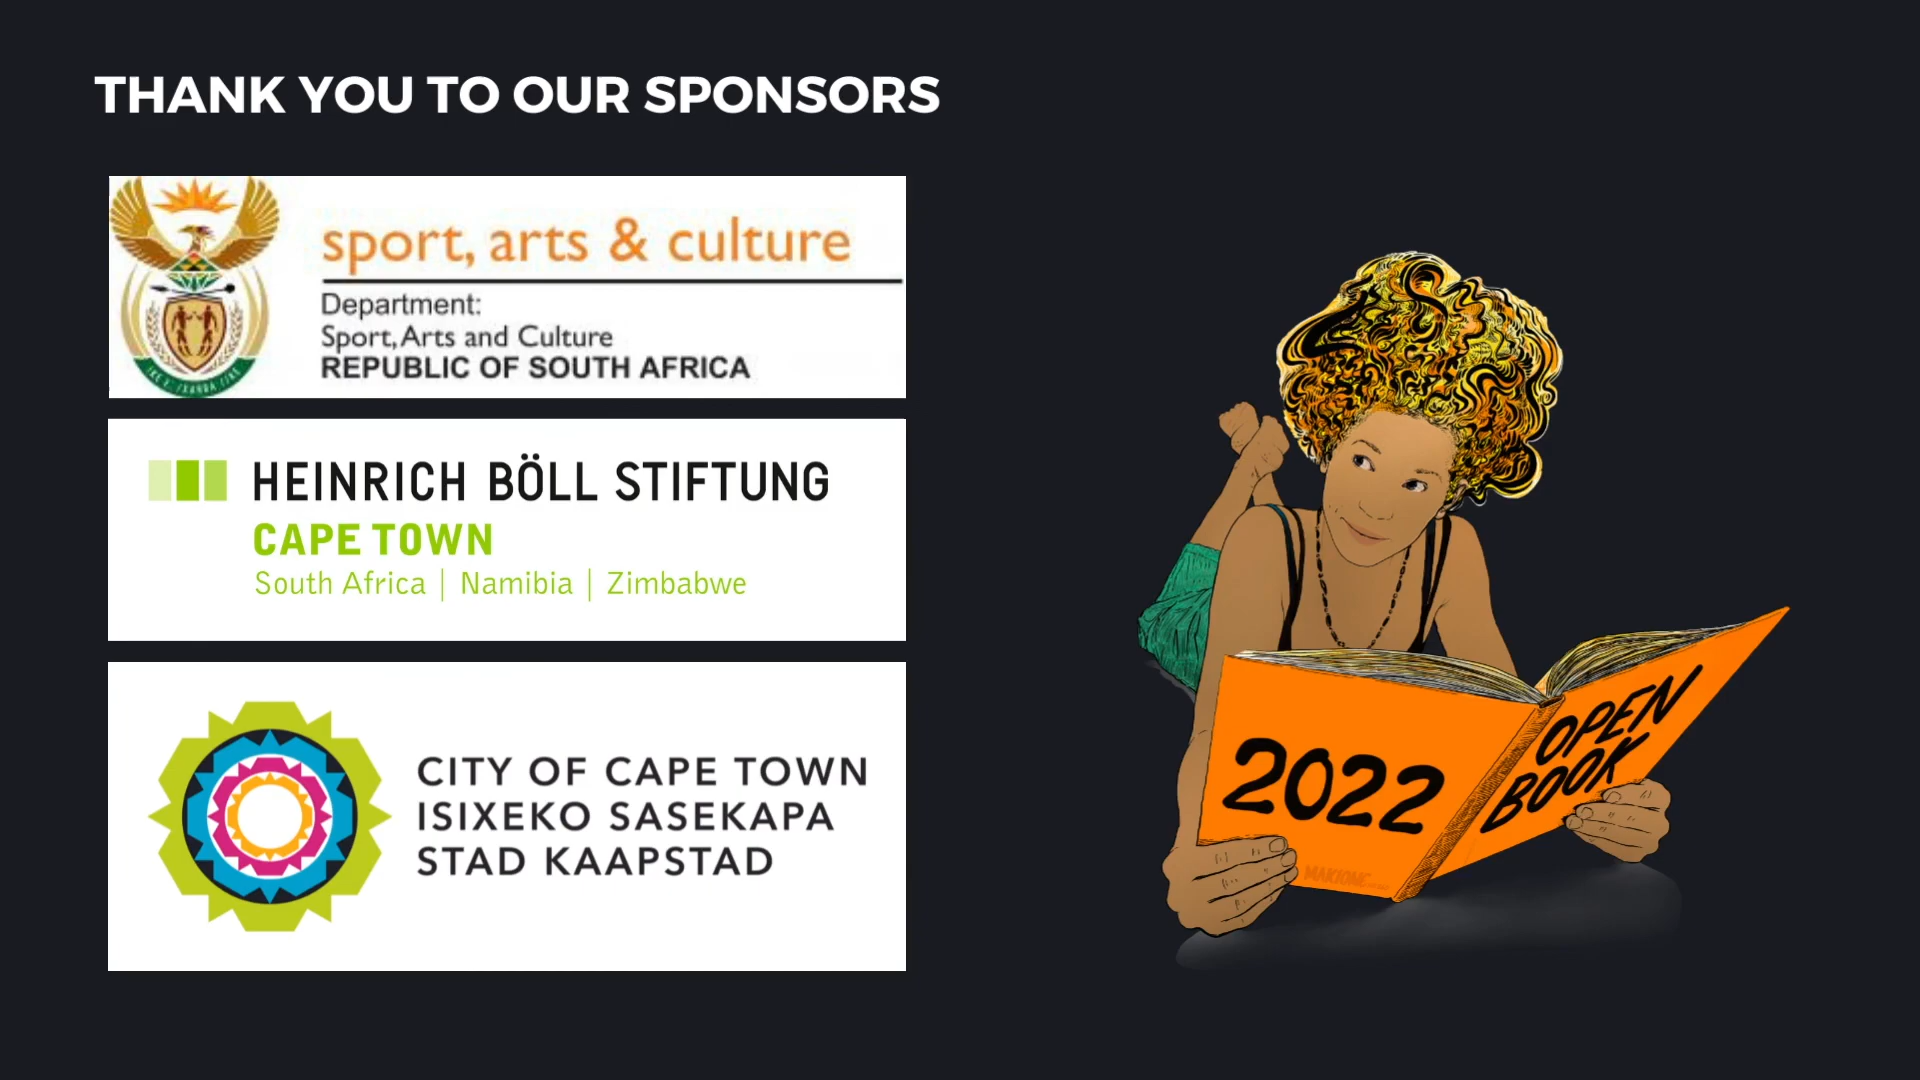 THANK YOU TO OUR SPONSORS
sport, arts & culture
Department:
Sport, Arts and Culture
REPUBLIC OF SOUTH AFRICA
HEINRICH BÖLL STIFTUNG
CAPE TOWN
South Africa | Namibia | Zimbabwe
CITY OF CAPE TOWN
ISIXEKO SASEKAPA
STAD KAAPSTAD
OPEN
BOOK
2022